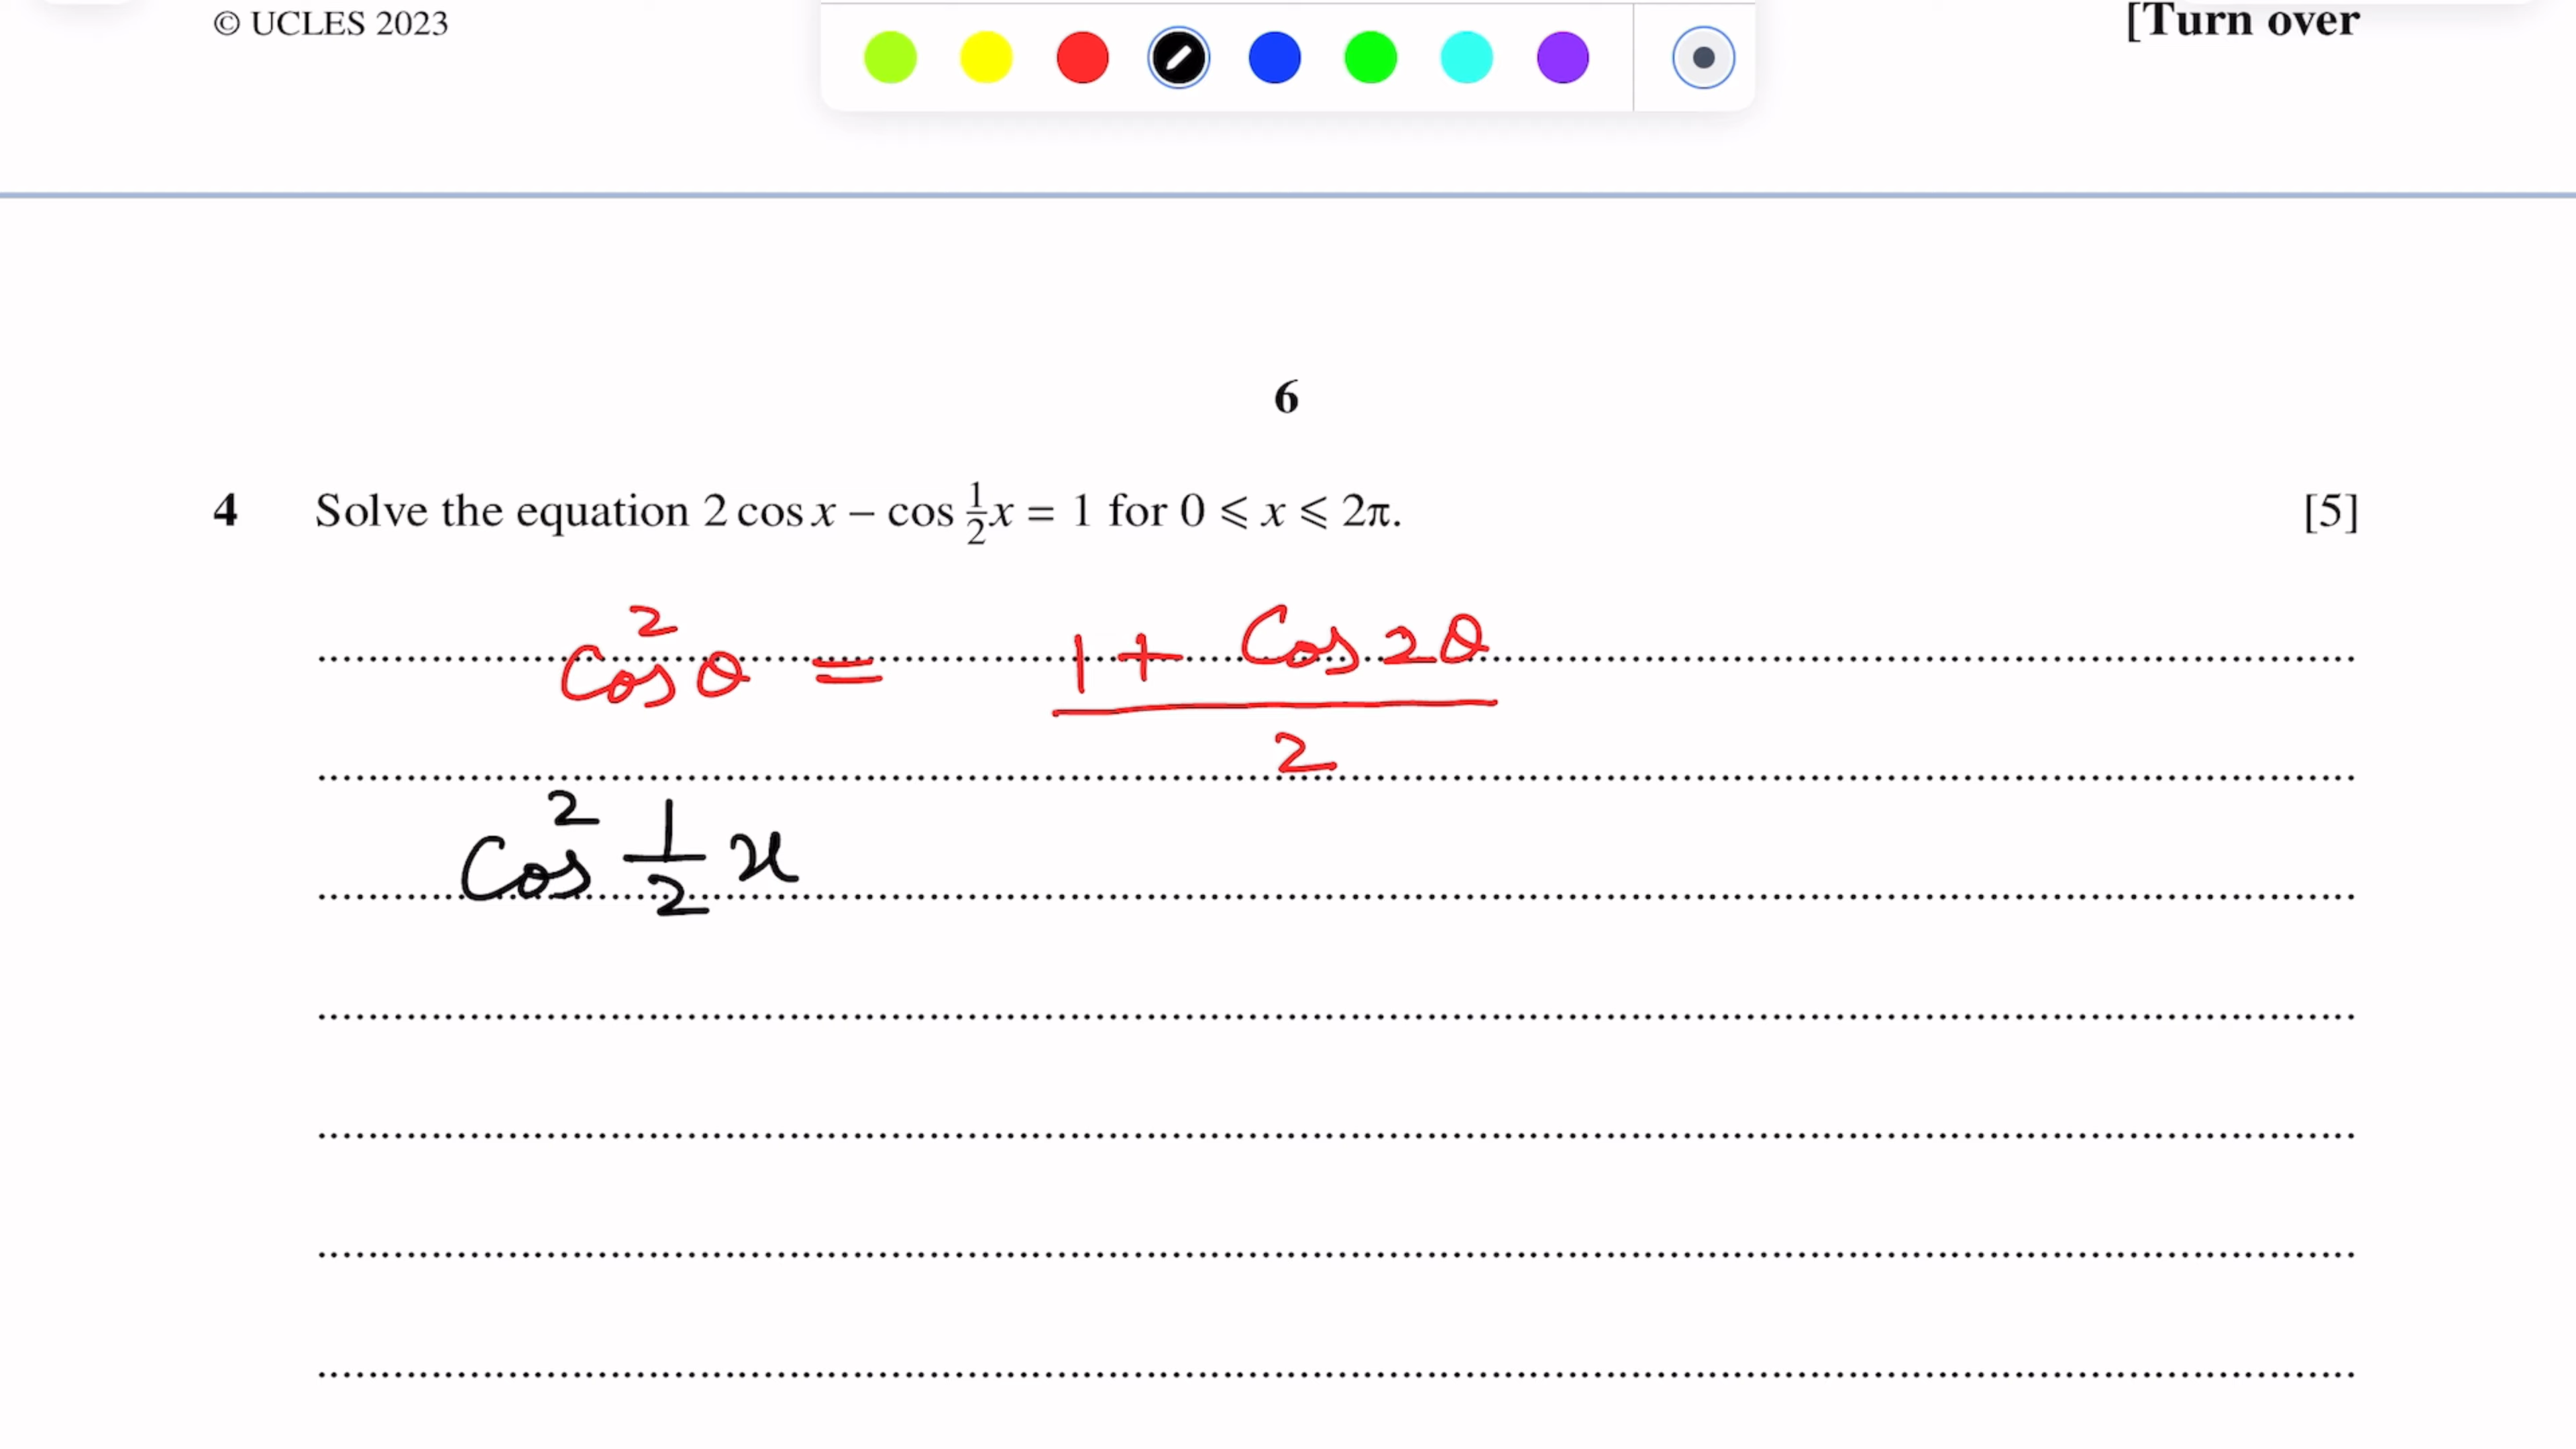 © UCLES 2023
[Turn over
6
4 Solve the equation 2 cos x − cos ½x = 1 for 0 ⩽ x ⩽ 2π. [5]
Cos²θ = (1 + Cos 2θ)/2
Cos² ½ x